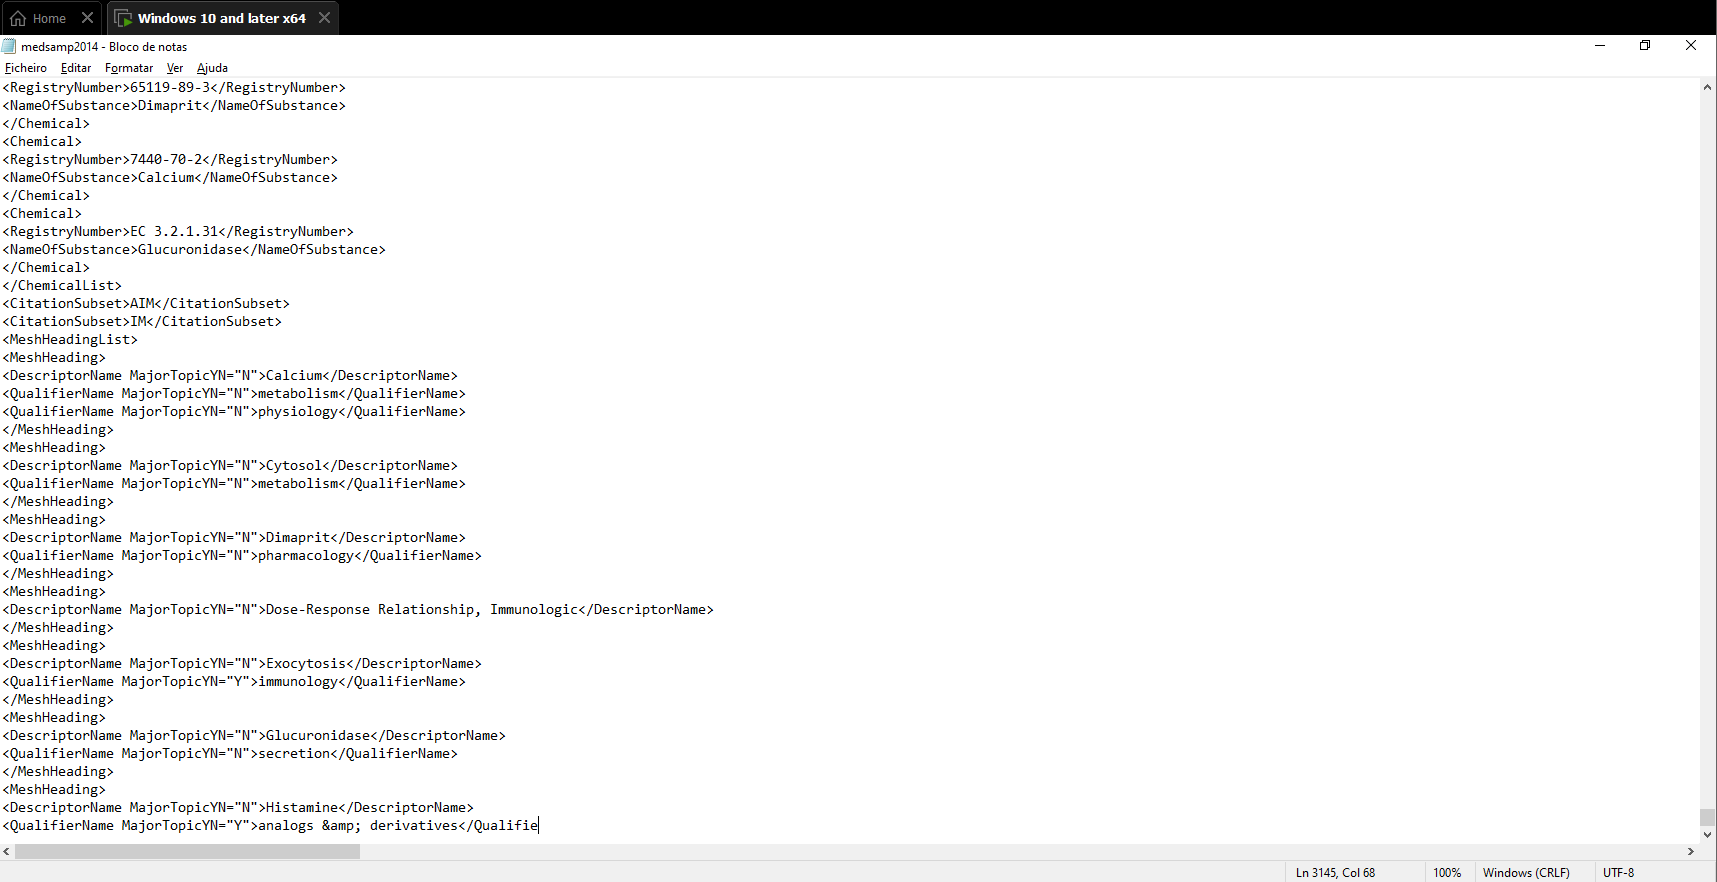 Home
Windows 10 and later x64
medsamp2014 - Bloco de notas
Ficheiro Editar Formatar Ver Ajuda
<RegistryNumber>65119-89-3</RegistryNumber>
<NameOfSubstance>Dimaprit</NameOfSubstance>
</Chemical>
<Chemical>
<RegistryNumber>7440-70-2</RegistryNumber>
<NameOfSubstance>Calcium</NameOfSubstance>
</Chemical>
<Chemical>
<RegistryNumber>EC 3.2.1.31</RegistryNumber>
<NameOfSubstance>Glucuronidase</NameOfSubstance>
</Chemical>
</ChemicalList>
<CitationSubset>AIM</CitationSubset>
<CitationSubset>IM</CitationSubset>
<MeshHeadingList>
<MeshHeading>
<DescriptorName MajorTopicYN="N">Calcium</DescriptorName>
<QualifierName MajorTopicYN="N">metabolism</QualifierName>
<QualifierName MajorTopicYN="N">physiology</QualifierName>
</MeshHeading>
<MeshHeading>
<DescriptorName MajorTopicYN="N">Cytosol</DescriptorName>
<QualifierName MajorTopicYN="N">metabolism</QualifierName>
</MeshHeading>
<MeshHeading>
<DescriptorName MajorTopicYN="N">Dimaprit</DescriptorName>
<QualifierName MajorTopicYN="N">pharmacology</QualifierName>
</MeshHeading>
<MeshHeading>
<DescriptorName MajorTopicYN="N">Dose-Response Relationship, Immunologic</DescriptorName>
</MeshHeading>
<MeshHeading>
<DescriptorName MajorTopicYN="N">Exocytosis</DescriptorName>
<QualifierName MajorTopicYN="Y">immunology</QualifierName>
</MeshHeading>
<MeshHeading>
<DescriptorName MajorTopicYN="N">Glucuronidase</DescriptorName>
<QualifierName MajorTopicYN="N">secretion</QualifierName>
</MeshHeading>
<MeshHeading>
<DescriptorName MajorTopicYN="N">Histamine</DescriptorName>
<QualifierName MajorTopicYN="Y">analogs &amp; derivatives</Qualifie
Ln 3145, Col 68 100% Windows (CRLF) UTF-8